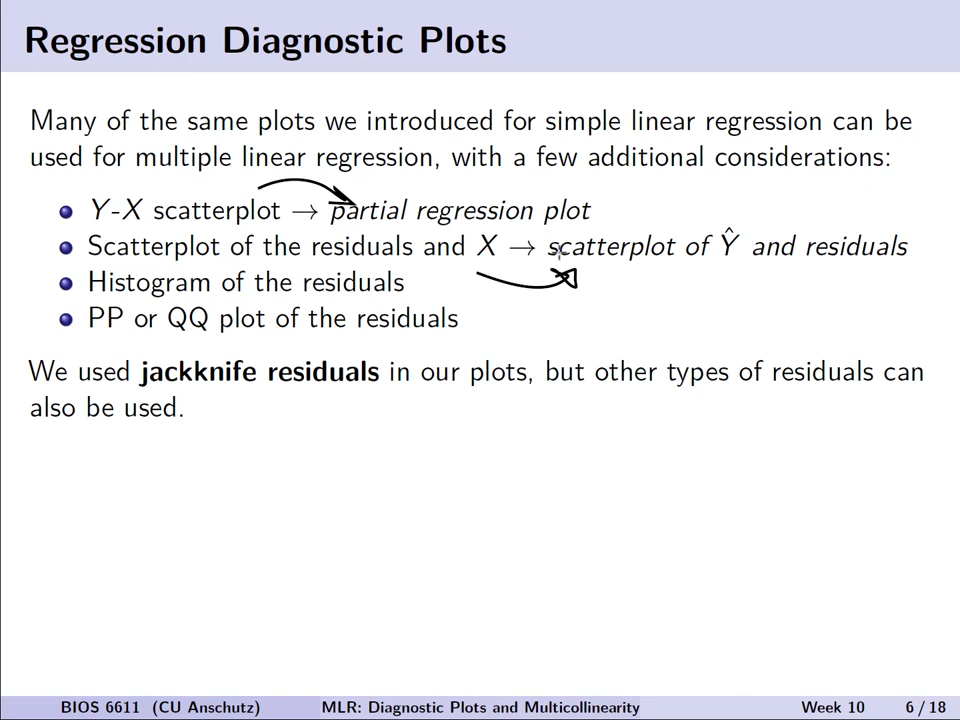 Regression Diagnostic Plots
Many of the same plots we introduced for simple linear regression can be
used for multiple linear regression, with a few additional considerations:
Y-X scatterplot → partial regression plot
Scatterplot of the residuals and X → scatterplot of Ŷ and residuals
Histogram of the residuals
PP or QQ plot of the residuals
We used jackknife residuals in our plots, but other types of residuals can
also be used.
BIOS 6611 (CU Anschutz) MLR: Diagnostic Plots and Multicollinearity Week 10 6 / 18